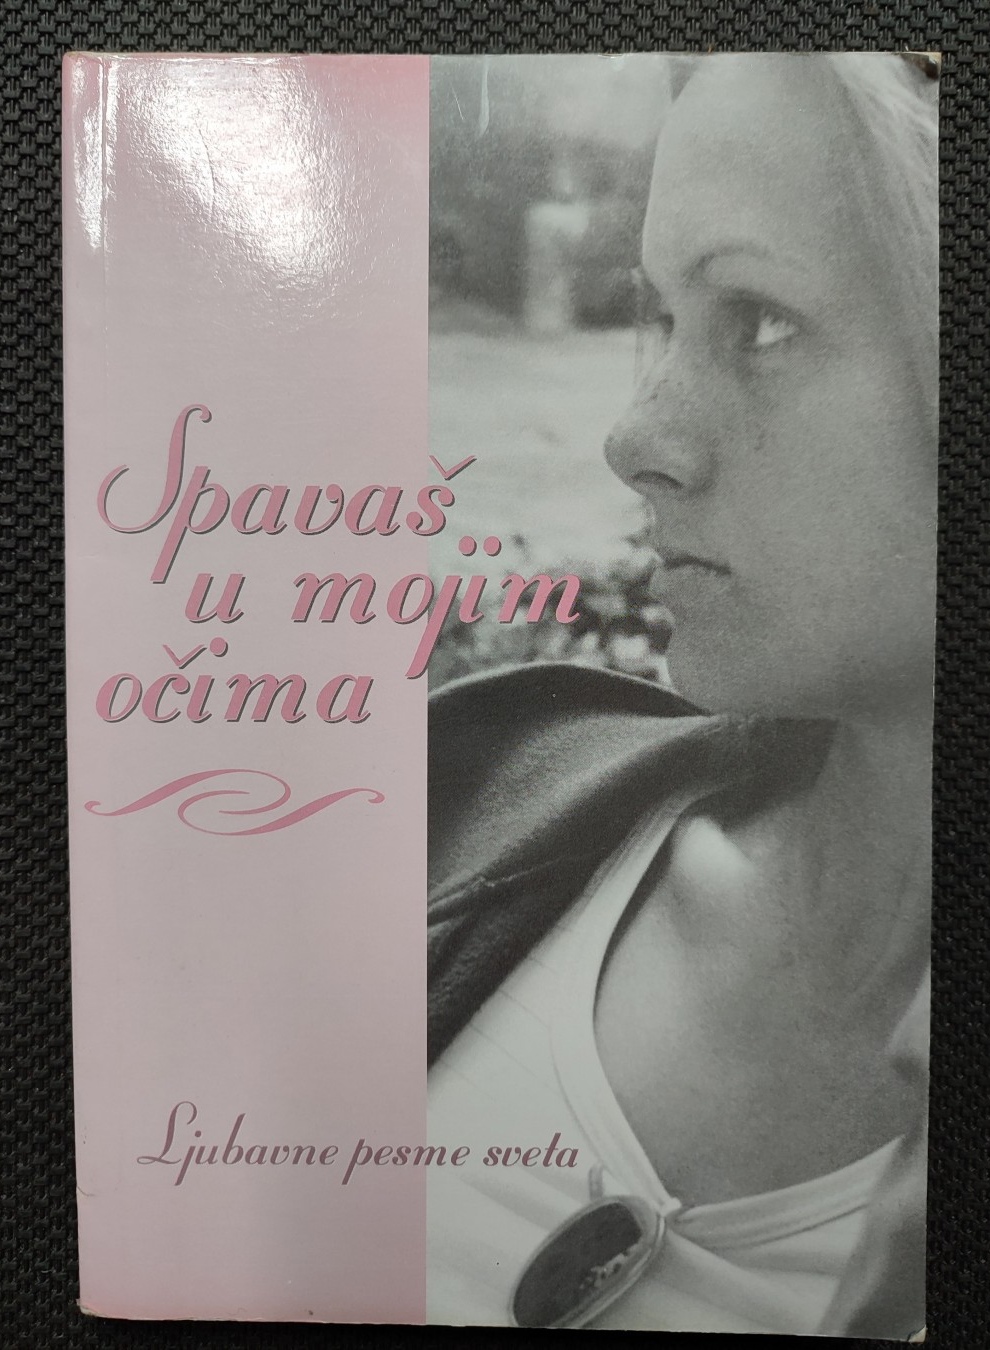 Spavaš
u mojim
očima
Ljubavne pesme sveta